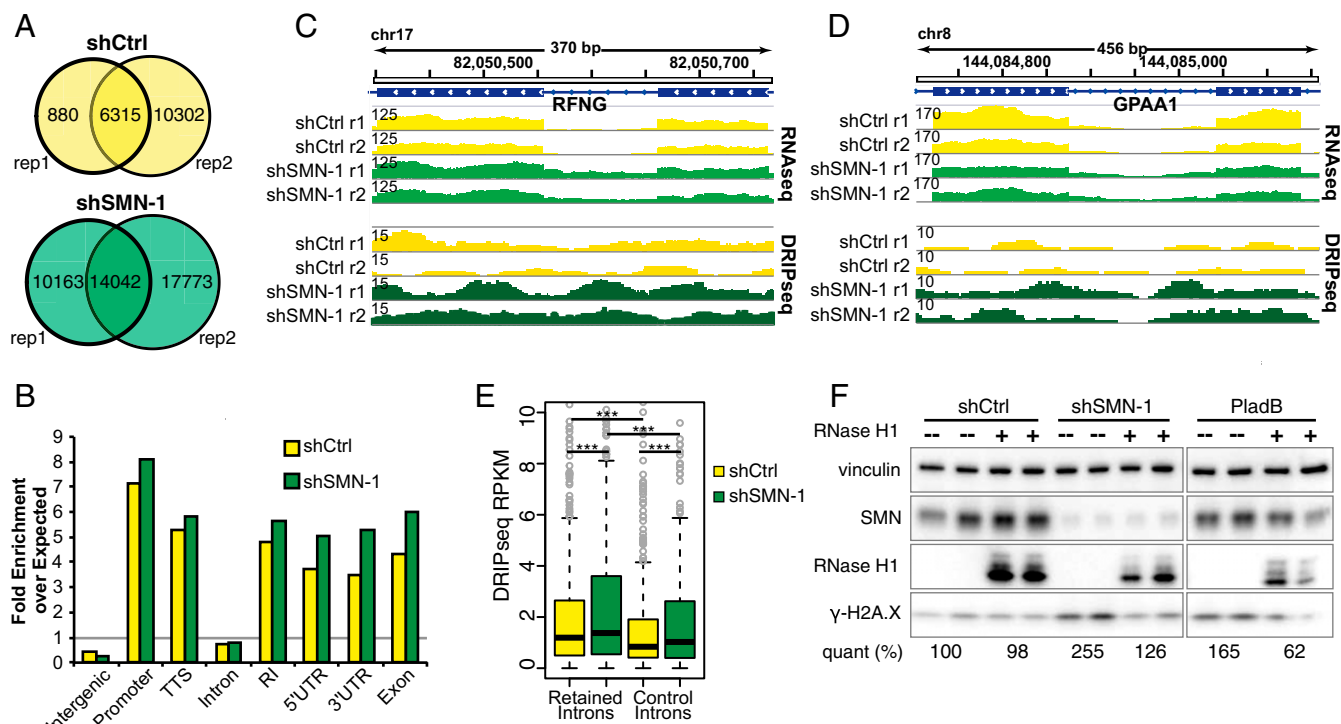 A
shCtrl
880
6315
10302
rep1
rep2
shSMN-1
10163
14042
17773
rep1
rep2
B
Fold Enrichment
over Expected
9
8
7
6
5
4
3
2
1
0
shCtrl
shSMN-1
Intergenic
Promoter
TTS
Intron
RI
5'UTR
3'UTR
Exon
C
chr17
370 bp
82,050,500
82,050,700
RFNG
shCtrl r1
125
shCtrl r2
125
shSMN-1 r1
125
shSMN-1 r2
125
RNAseq
shCtrl r1
15
shCtrl r2
15
shSMN-1 r1
15
shSMN-1 r2
15
DRIPseq
D
chr8
456 bp
144,084,800
144,085,000
GPAA1
shCtrl r1
170
shCtrl r2
170
shSMN-1 r1
170
shSMN-1 r2
170
RNAseq
shCtrl r1
10
shCtrl r2
10
shSMN-1 r1
10
shSMN-1 r2
10
DRIPseq
E
DRIPseq RPKM
10
8
6
4
2
0
***
***
***
***
shCtrl
shSMN-1
Retained
Introns
Control
Introns
F
shCtrl
shSMN-1
PladB
RNase H1
-- -- + + -- -- + + -- -- + +
vinculin
SMN
RNase H1
γ-H2A.X
quant (%)
100 98 255 126 165 62